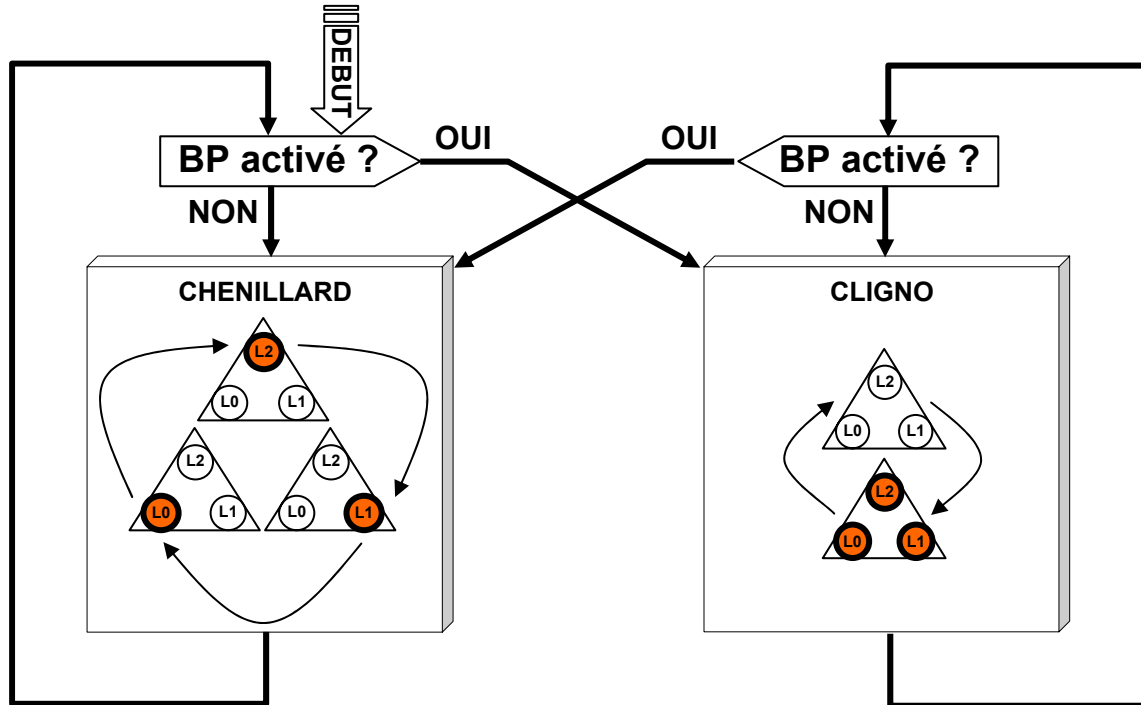 DEBUT
OUI
OUI
BP activé ?
BP activé ?
NON
NON
CHENILLARD
L2
L0
L1
L2
L0
L1
L2
L0
L1
CLIGNO
L2
L0
L1
L2
L0
L1